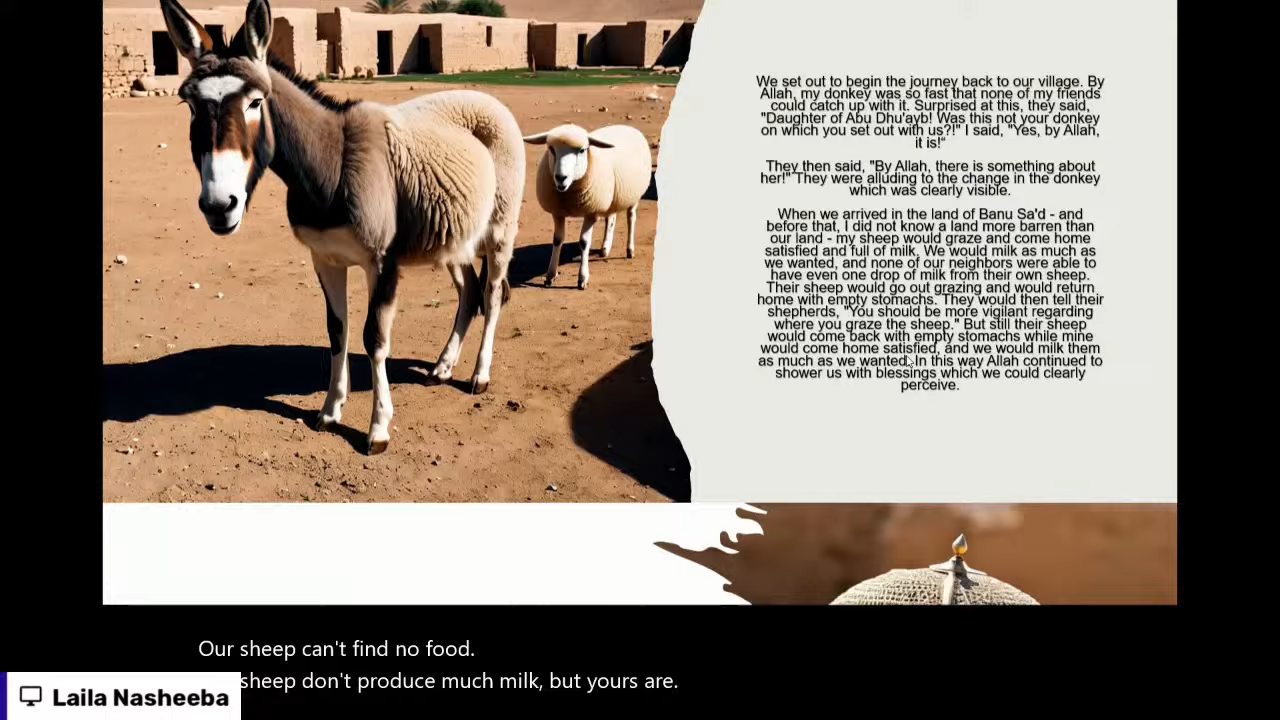 We set out to begin the journey back to our village. By
Allah, my donkey was so fast that none of my friends
could catch up with it. Surprised at this, they said,
"Daughter of Abu Dhu'ayb! Was this not your donkey
on which you set out with us?!" I said, "Yes, by Allah,
it is!"
They then said, "By Allah, there is something about
her!" They were alluding to the change in the donkey
which was clearly visible.
When we arrived in the land of Banu Sa'd - and
before that, I did not know a land more barren than
our land - my sheep would graze and come home
satisfied and full of milk. We would milk as much as
we wanted, and none of our neighbors were able to
have even one drop of milk from their own sheep.
Their sheep would go out grazing and would return
home with empty stomachs. They would then tell their
shepherds, "You should be more vigilant regarding
where you graze the sheep." But still their sheep
would come back with empty stomachs while mine
would come home satisfied, and we would milk them
as much as we wanted. In this way Allah continued to
shower us with blessings which we could clearly
perceive.
Our sheep can't find no food.
sheep don't produce much milk, but yours are.
Laila Nasheeba